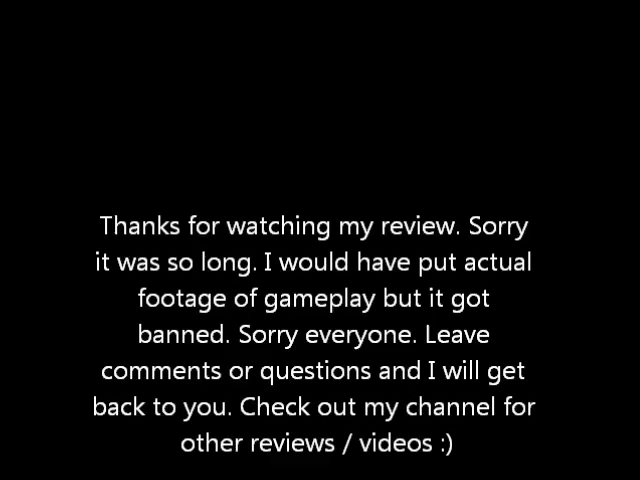 Thanks for watching my review. Sorry
it was so long. I would have put actual
footage of gameplay but it got
banned. Sorry everyone. Leave
comments or questions and I will get
back to you. Check out my channel for
other reviews / videos :)